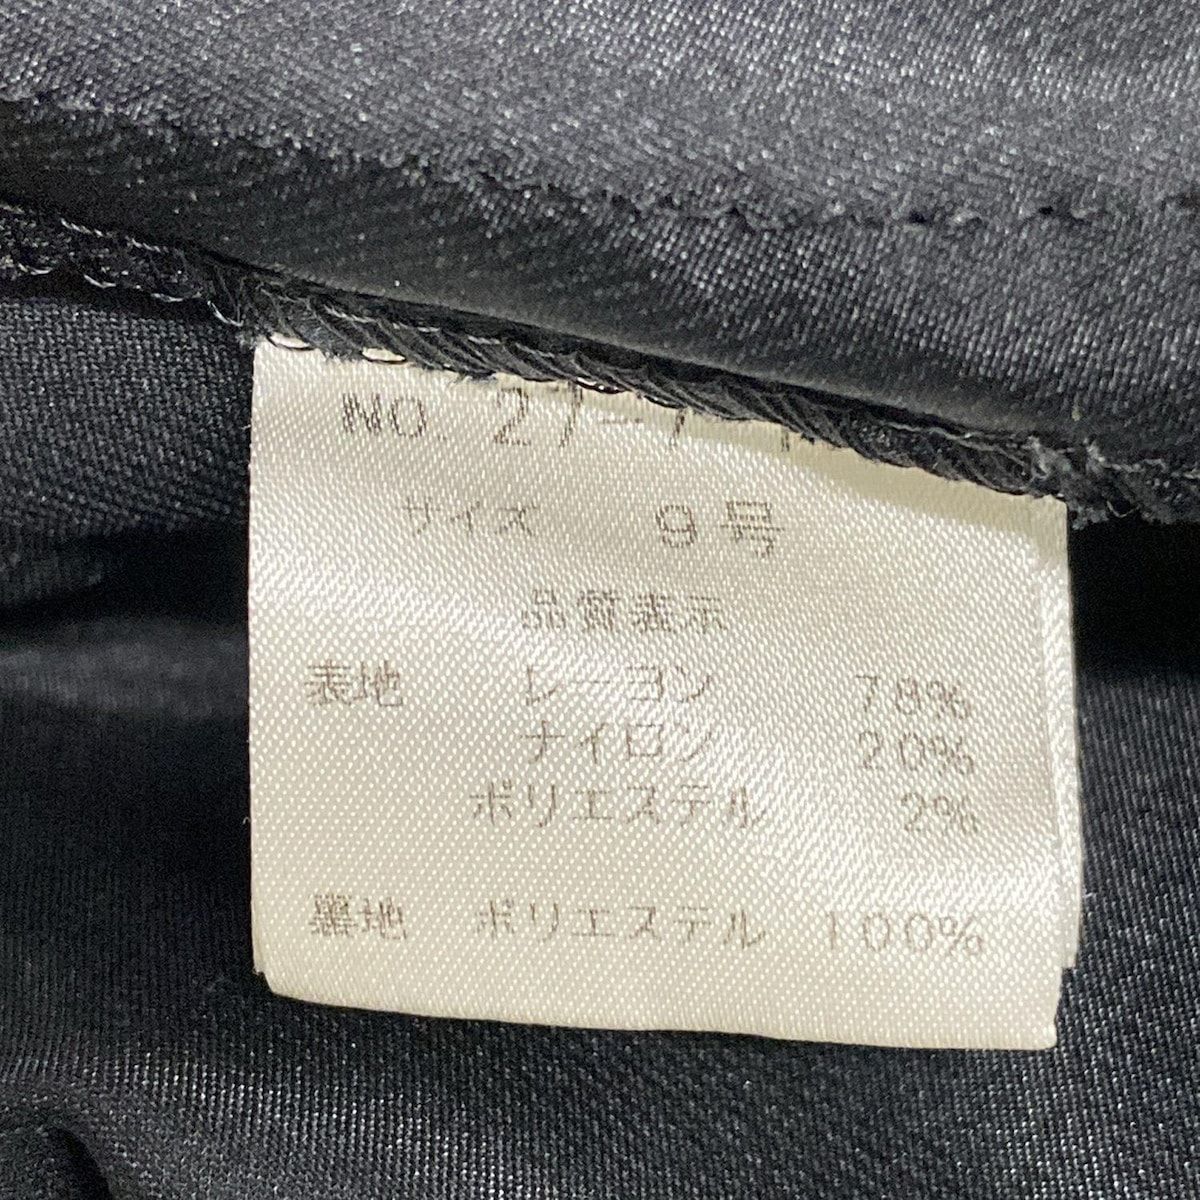 NO. 27-
サイズ 9号
品質表示
表地 レーヨン 78%
ナイロン 20%
ポリエステル 2%
裏地 ポリエステル 100%